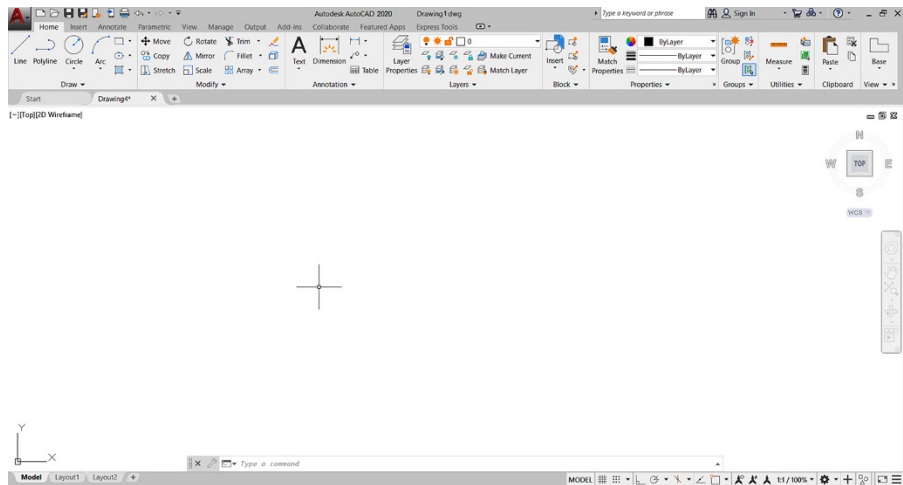 A Autodesk AutoCAD 2020 Drawing1.dwg Type a keyword or phrase Sign In
Home Insert Annotate Parametric View Manage Output Add-ins Collaborate Featured Apps Express Tools
Line Polyline Circle Arc Move Rotate Trim Text Dimension Layer Properties 0 Insert Match Properties ByLayer Group Measure Paste Base
Copy Mirror Fillet Make Current ByLayer
Stretch Scale Array Table Match Layer ByLayer
Draw Modify Annotation Layers Block Properties Groups Utilities Clipboard View
Start Drawing6* +
[−][Top][2D Wireframe]
N
W TOP E
S
WCS
Y
X
Type a command
Model Layout1 Layout2 + MODEL 1:1 / 100%